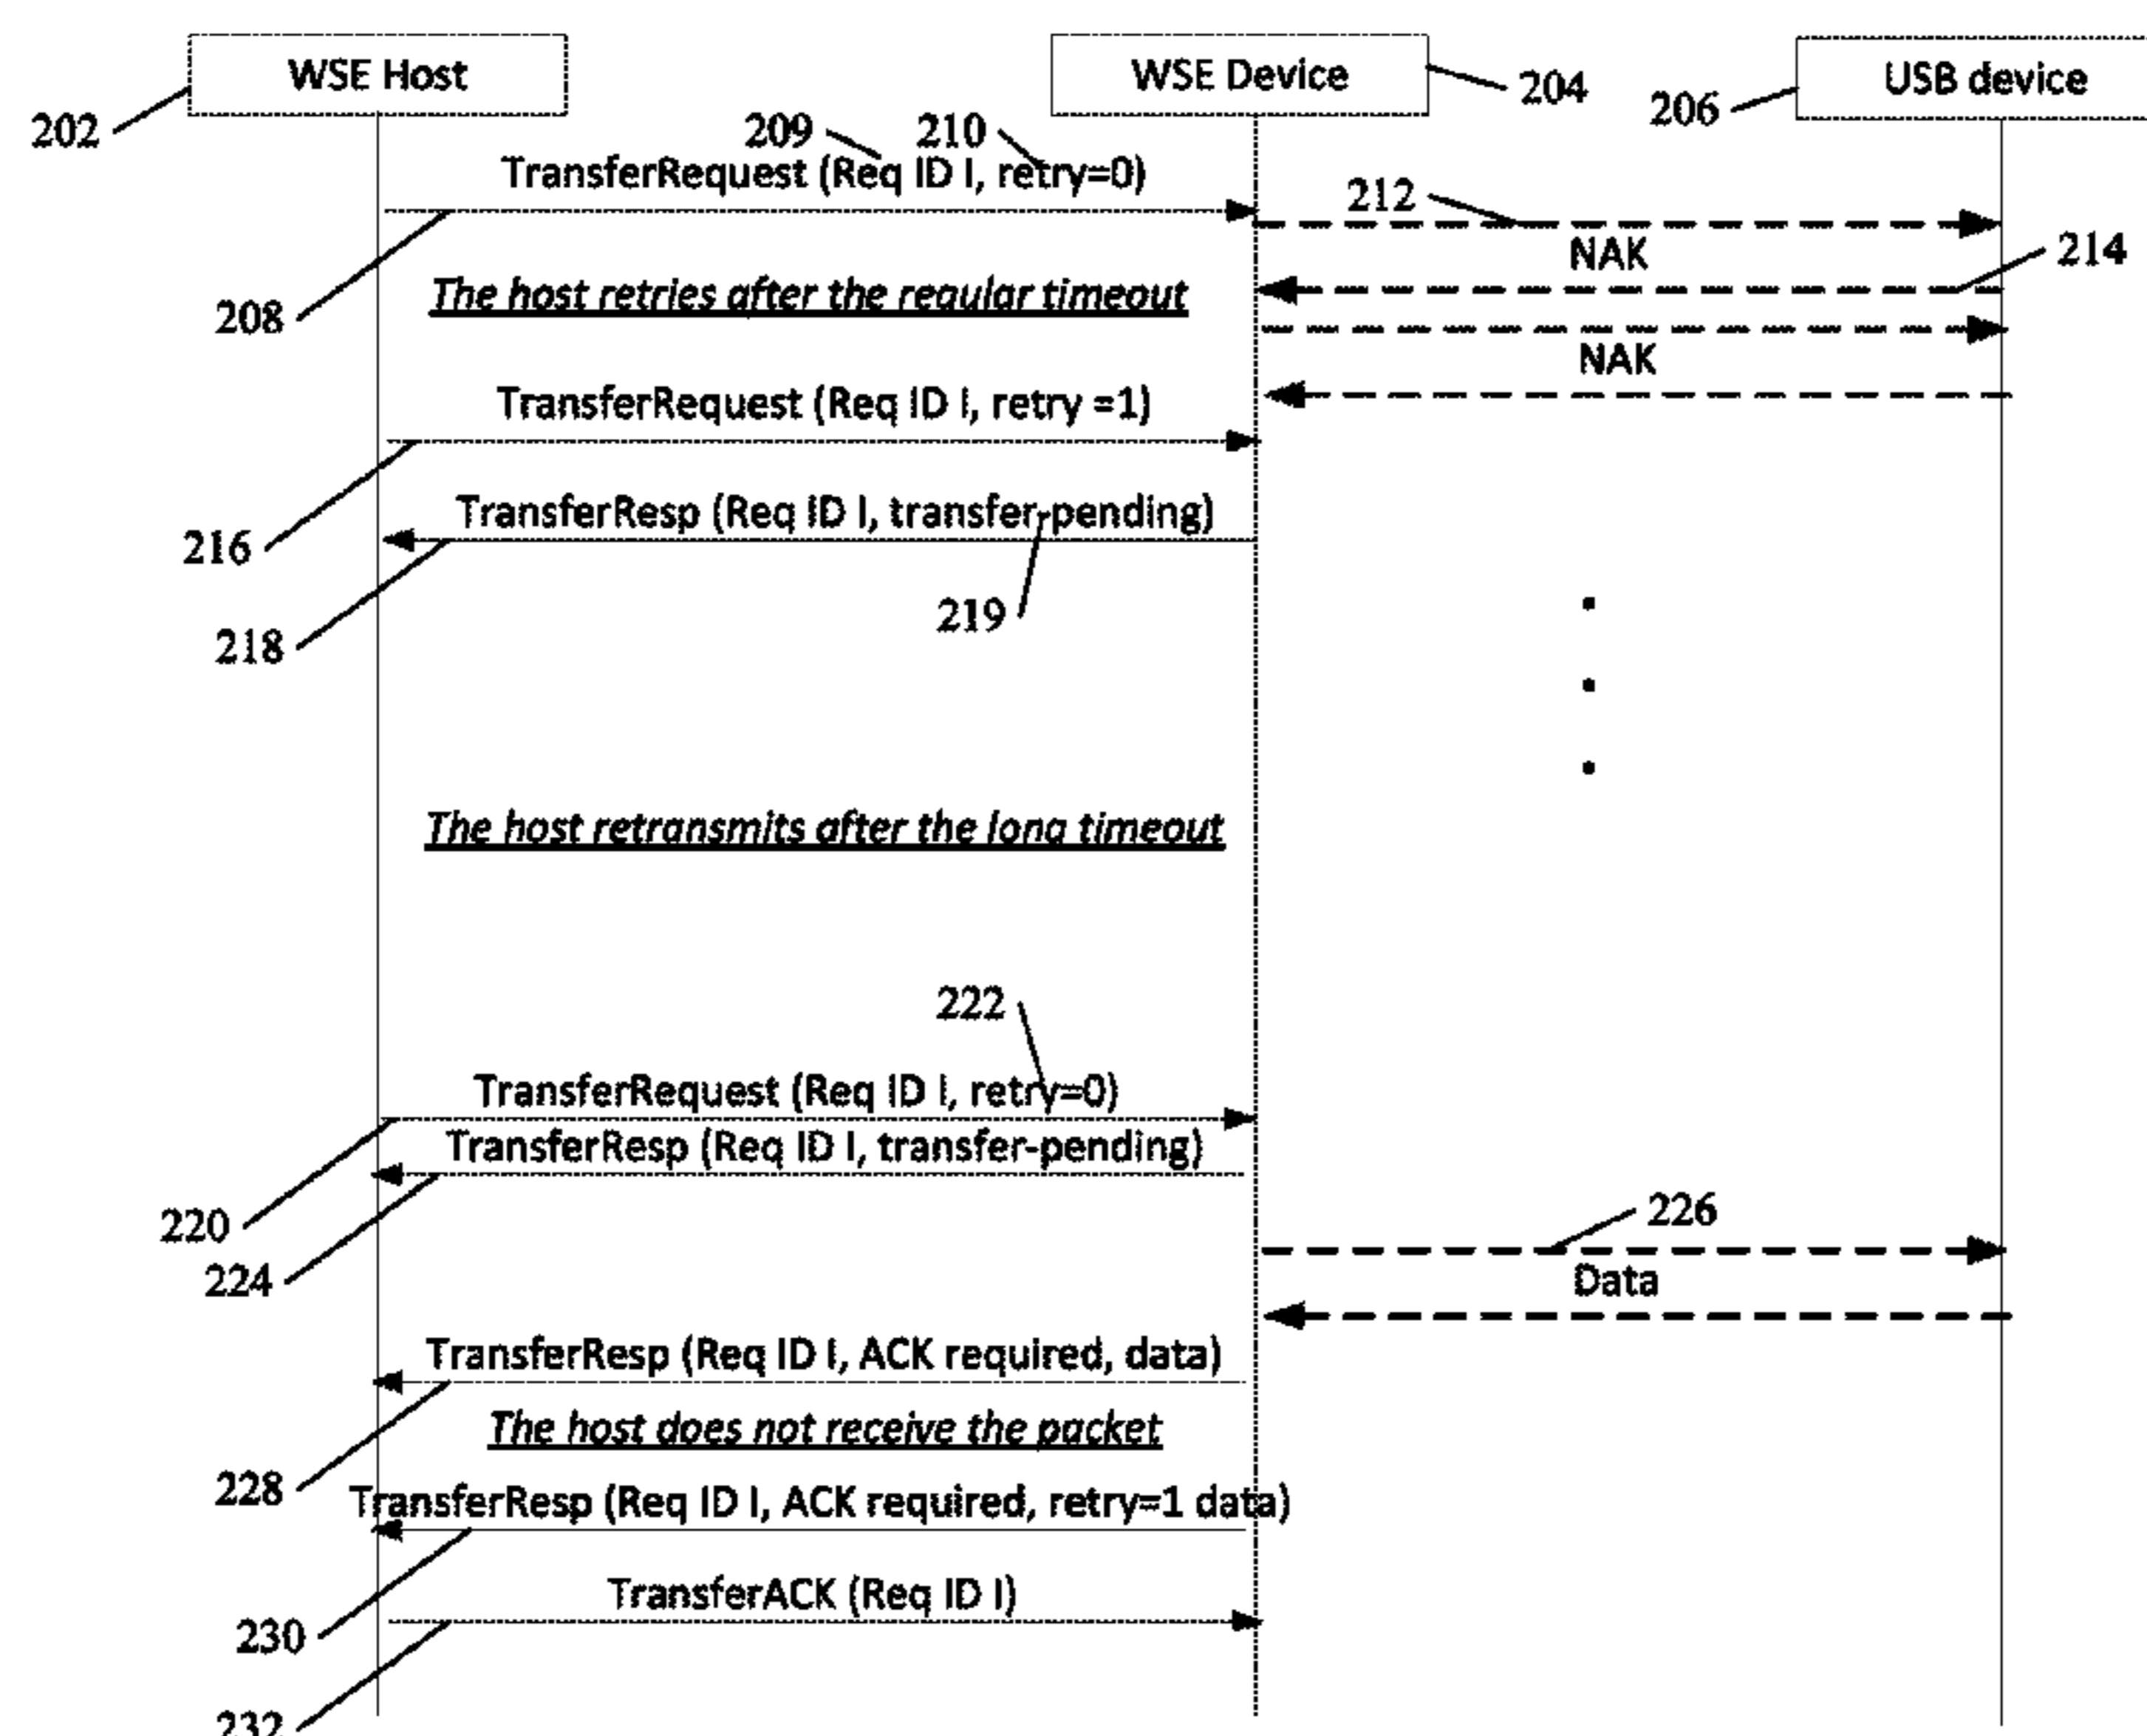 WSE Host
WSE Device
USB device
202
204
206
209
210
TransferRequest (Req ID I, retry=0)
212
NAK
214
208
The host retries after the regular timeout
NAK
TransferRequest (Req ID I, retry =1)
216
TransferResp (Req ID I, transfer-pending)
219
218
The host retransmits after the long timeout
222
TransferRequest (Req ID I, retry=0)
TransferResp (Req ID I, transfer-pending)
220
226
224
Data
TransferResp (Req ID I, ACK required, data)
The host does not receive the packet
228
TransferResp (Req ID I, ACK required, retry=1 data)
TransferACK (Req ID I)
230
232